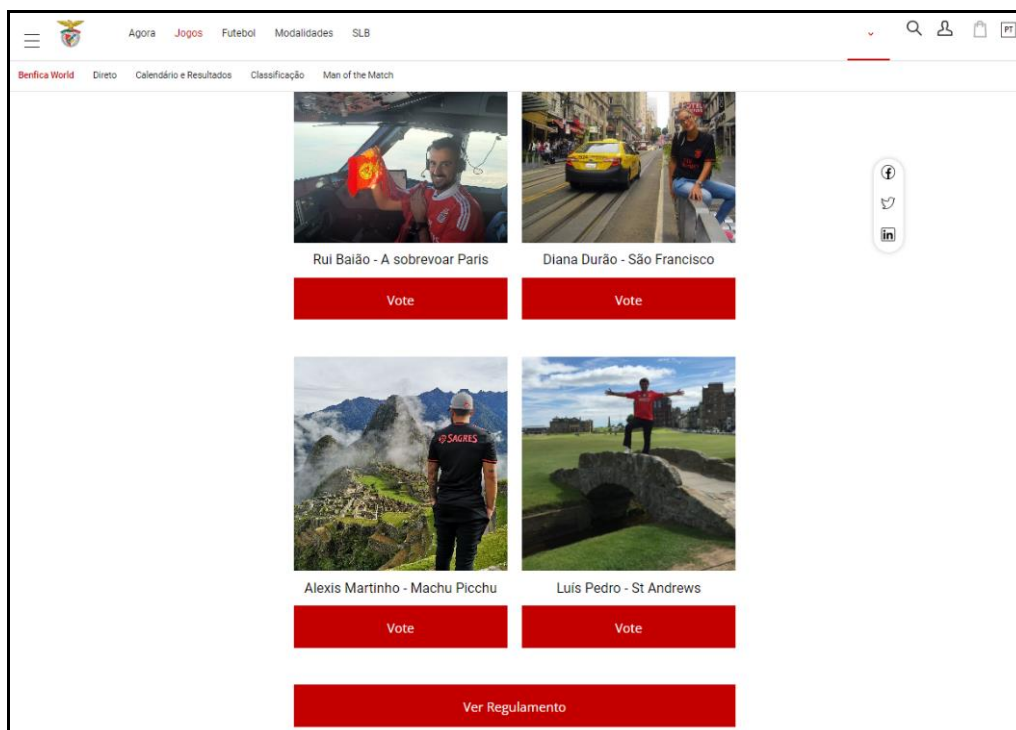 Agora Jogos Futebol Modalidades SLB PT
Benfica World Direto Calendário e Resultados Classificação Man of the Match
Rui Baião - A sobrevoar Paris Diana Durão - São Francisco
Vote Vote
SAGRES
Alexis Martinho - Machu Picchu Luís Pedro - St Andrews
Vote Vote
Ver Regulamento